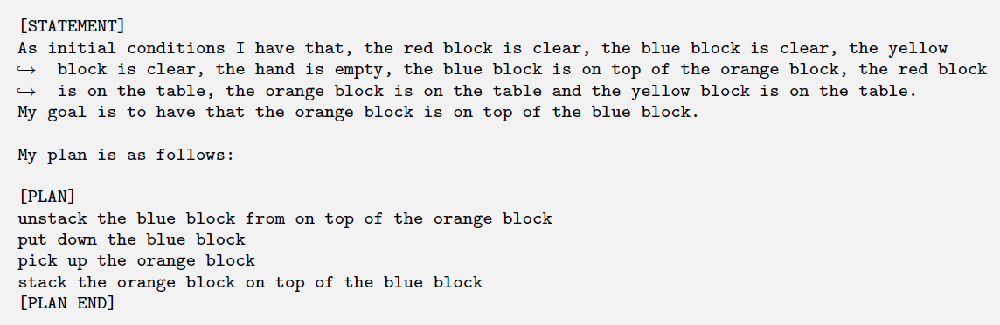 [STATEMENT]
As initial conditions I have that, the red block is clear, the blue block is clear, the yellow
↪ block is clear, the hand is empty, the blue block is on top of the orange block, the red block
↪ is on the table, the orange block is on the table and the yellow block is on the table.
My goal is to have that the orange block is on top of the blue block.
My plan is as follows:
[PLAN]
unstack the blue block from on top of the orange block
put down the blue block
pick up the orange block
stack the orange block on top of the blue block
[PLAN END]